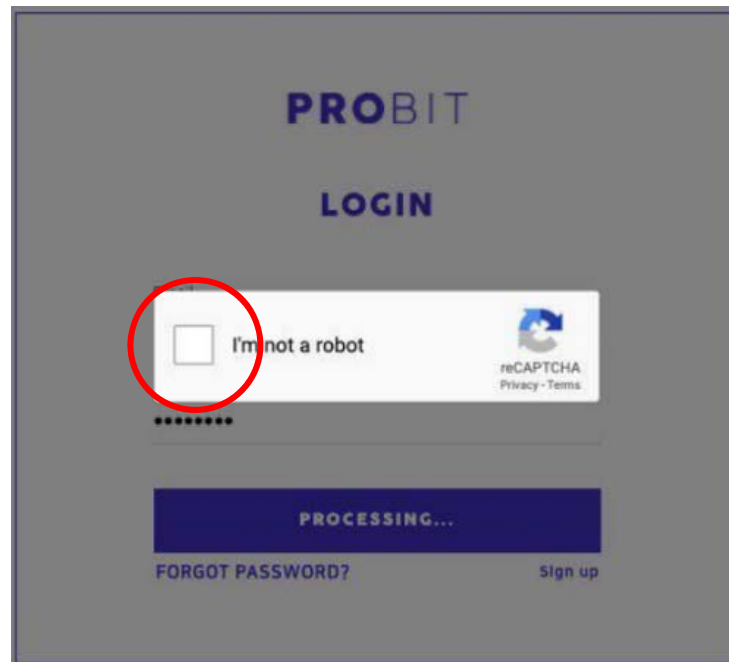 PROBIT
LOGIN
I'm not a robot
reCAPTCHA
Privacy - Terms
••••••••
PROCESSING...
FORGOT PASSWORD?
Sign up